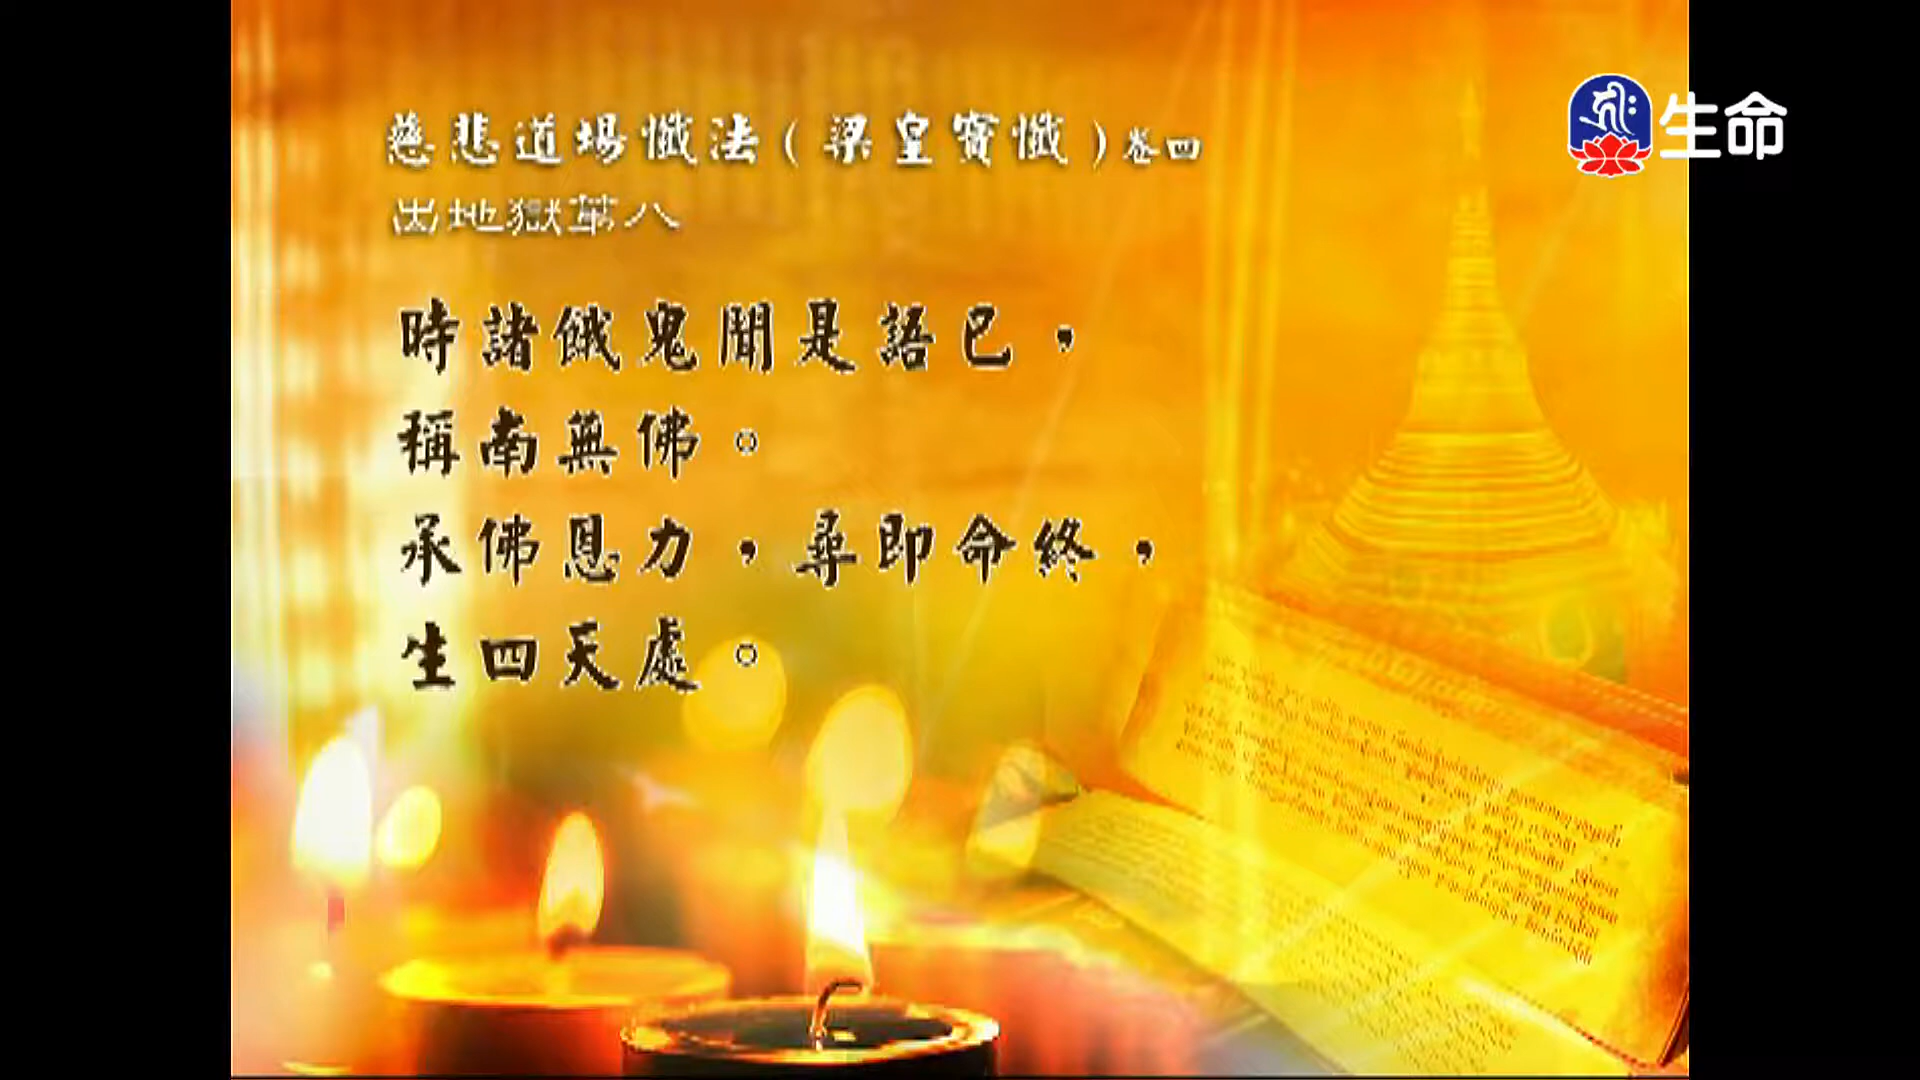 慈悲道場懺法(梁皇寶懺)卷四
生命
出地獄第八
時諸餓鬼聞是語已，
稱南無佛。
承佛恩力，尋即命終，
生四天處。